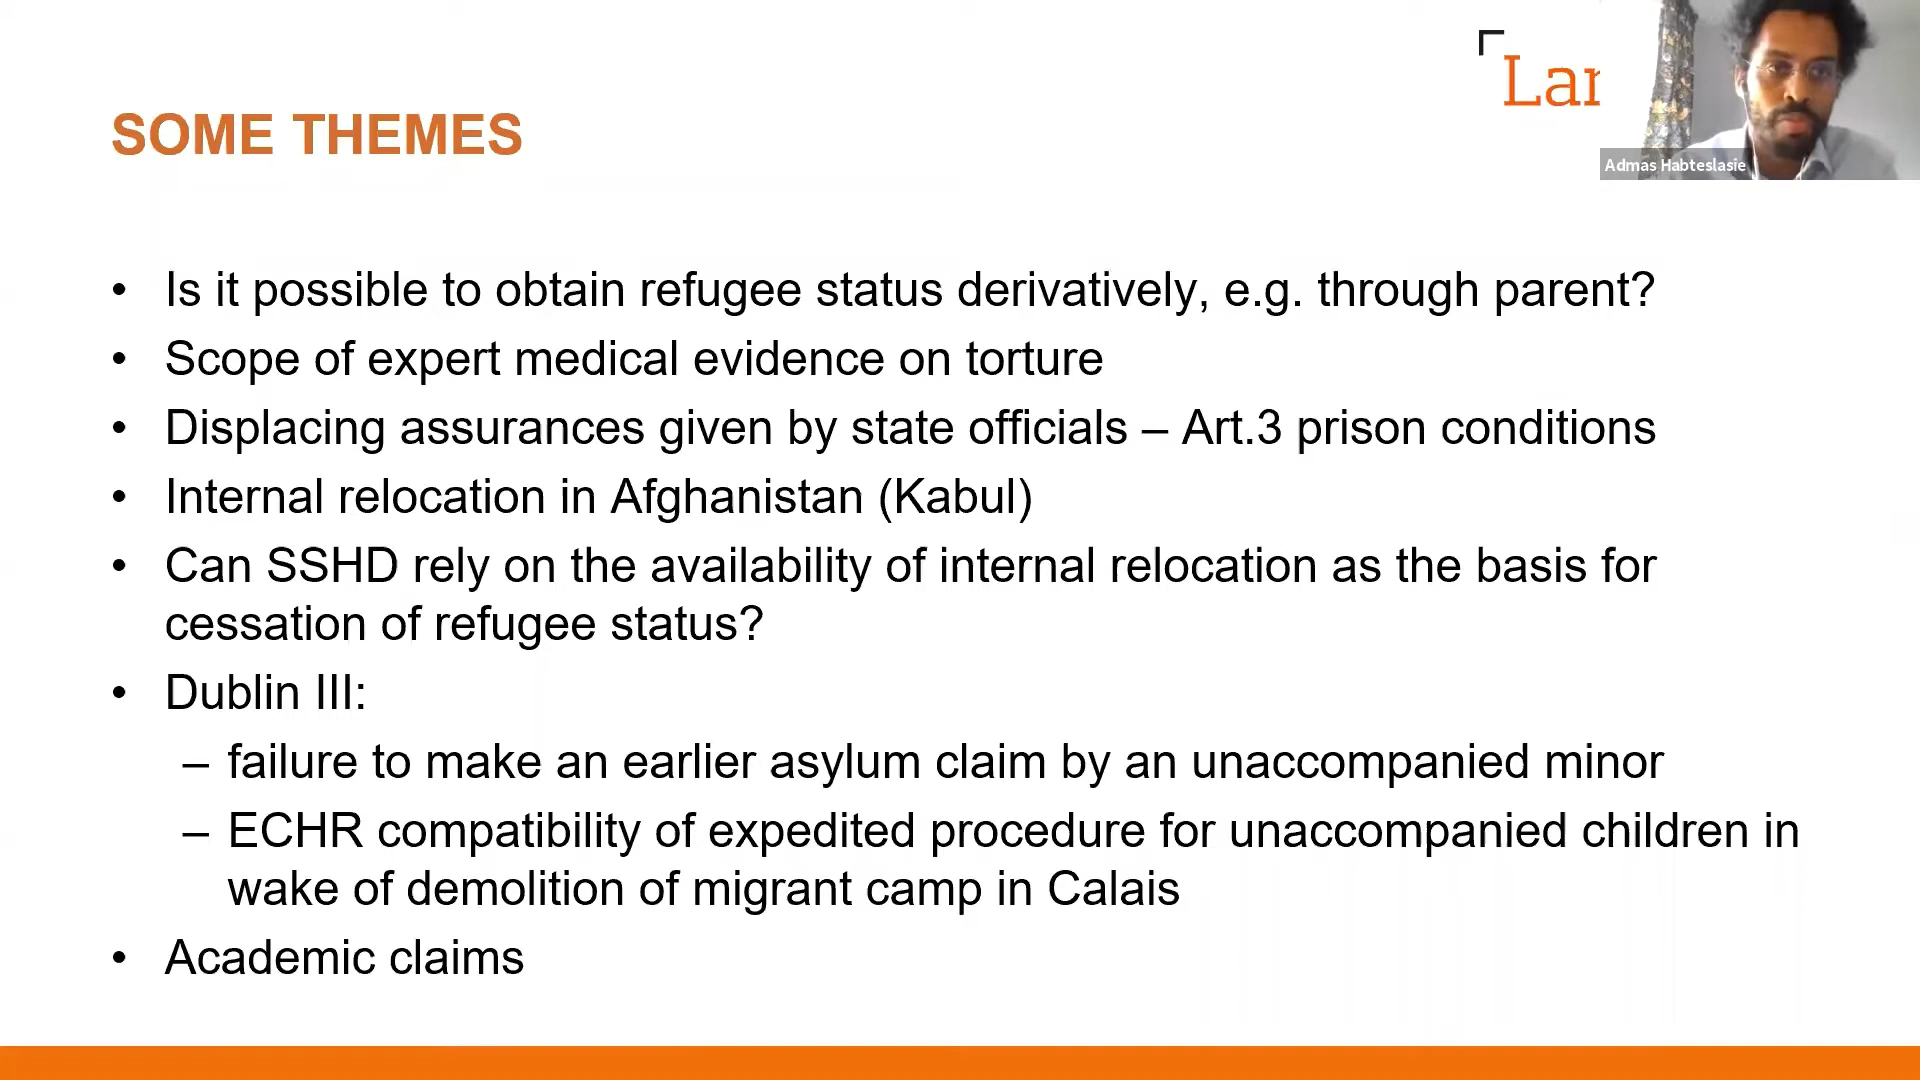 Lar
Admas Habteslasie
SOME THEMES
• Is it possible to obtain refugee status derivatively, e.g. through parent?
• Scope of expert medical evidence on torture
• Displacing assurances given by state officials – Art.3 prison conditions
• Internal relocation in Afghanistan (Kabul)
• Can SSHD rely on the availability of internal relocation as the basis for
cessation of refugee status?
• Dublin III:
– failure to make an earlier asylum claim by an unaccompanied minor
– ECHR compatibility of expedited procedure for unaccompanied children in
wake of demolition of migrant camp in Calais
• Academic claims